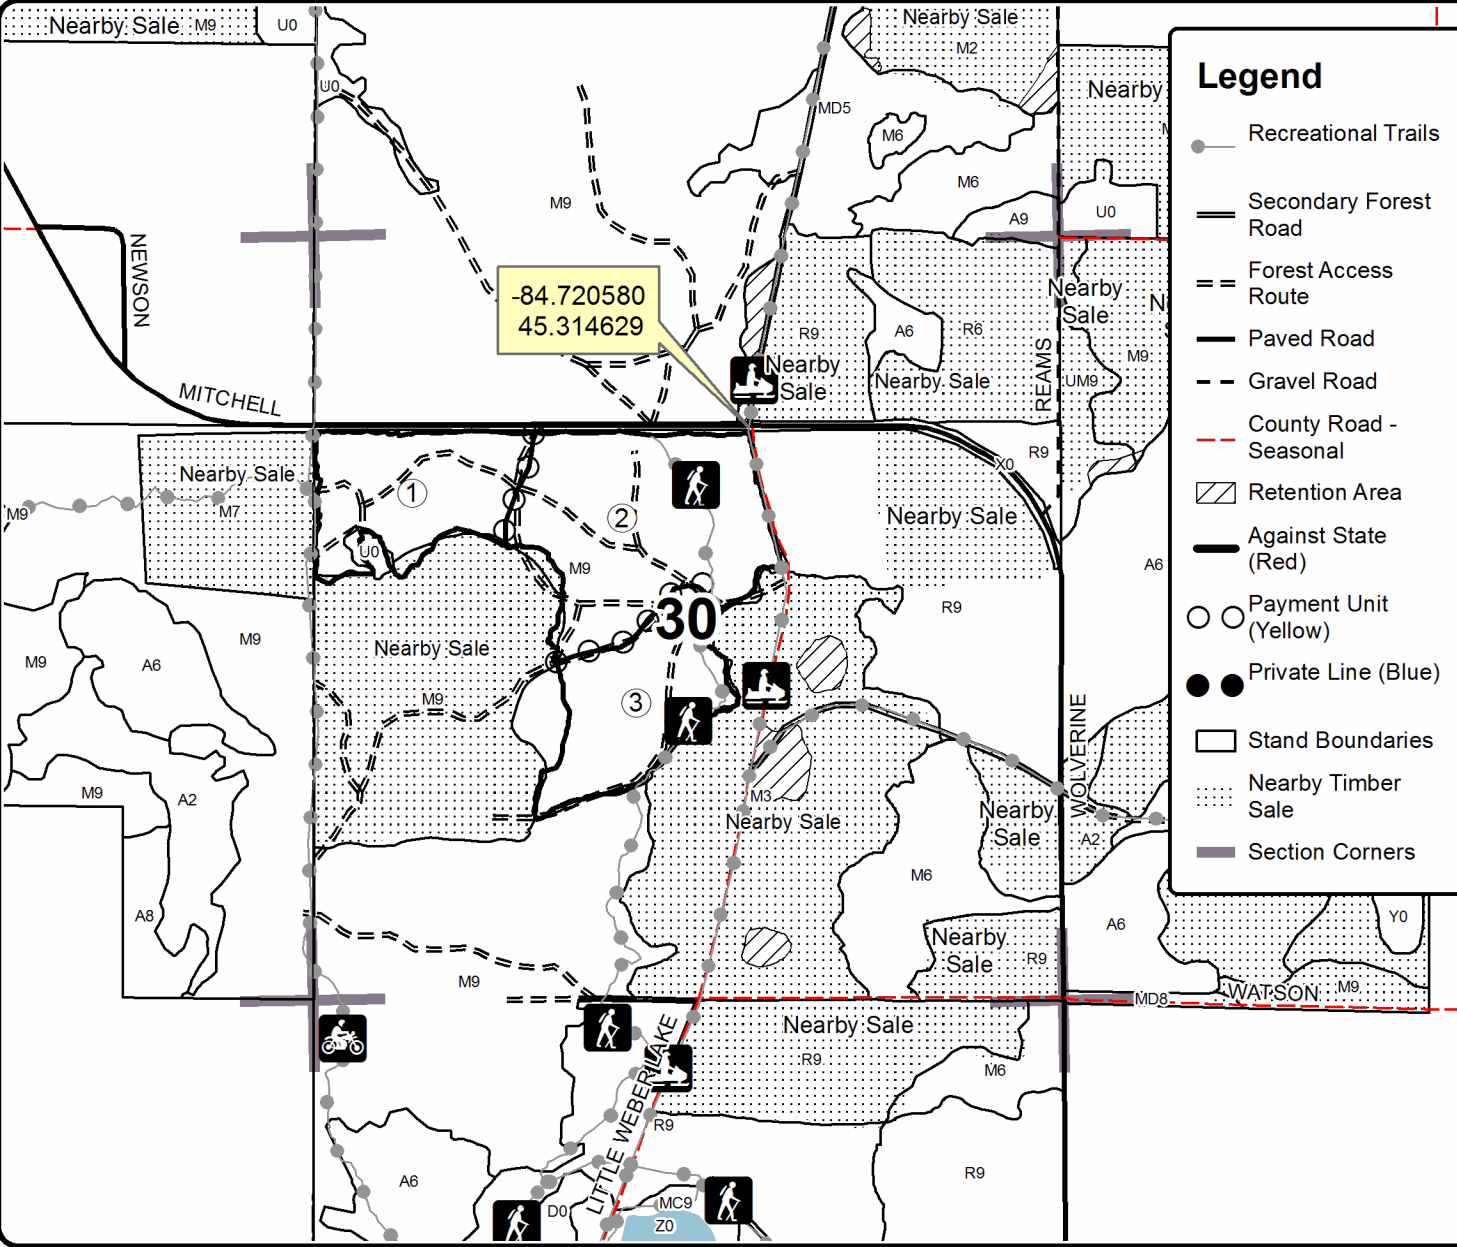 Nearby Sale
M9
U0
U0
Nearby Sale
M2
MD5
M6
M6
A9
U0
Nearby
M9
NEWSON
-84.720580
45.314629
MITCHELL
R9
A6
R6
Nearby
Sale
Nearby Sale
Nearby
Sale
N
REAMS
UM9
M9
R9
X0
Nearby Sale
M7
M9
1
2
U0
M9
Nearby Sale
A6
R9
30
M9
M9
A6
Nearby Sale
M9
3
M9
A2
A8
M3
Nearby Sale
Nearby
Sale
WOLVERINE
A2
M6
A6
Y0
Nearby
Sale
R9
M9
MD8
WATSON
M9
Nearby Sale
R9
M6
LITTLE WEBER LAKE
R9
R9
A6
D0
MC9
Z0
Legend
Recreational Trails
Secondary Forest
Road
Forest Access
Route
Paved Road
Gravel Road
County Road -
Seasonal
Retention Area
Against State
(Red)
Payment Unit
(Yellow)
Private Line (Blue)
Stand Boundaries
Nearby Timber
Sale
Section Corners